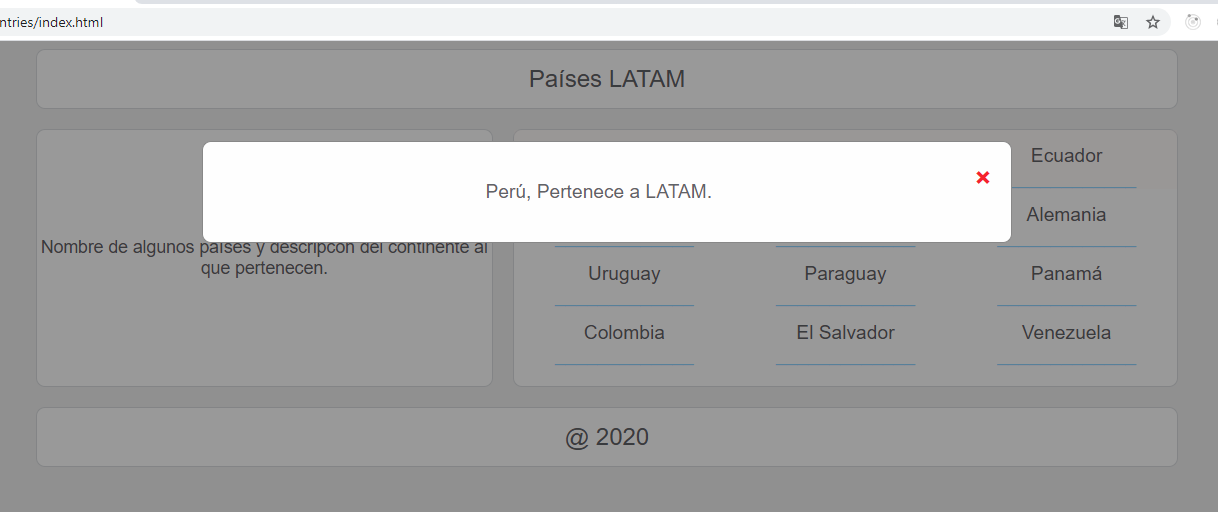 ntries/index.html
Países LATAM
Perú, Pertenece a LATAM.
Nombre de algunos países y descripcón del continente al
que pertenecen.
Ecuador
Alemania
Uruguay Paraguay Panamá
Colombia El Salvador Venezuela
@ 2020